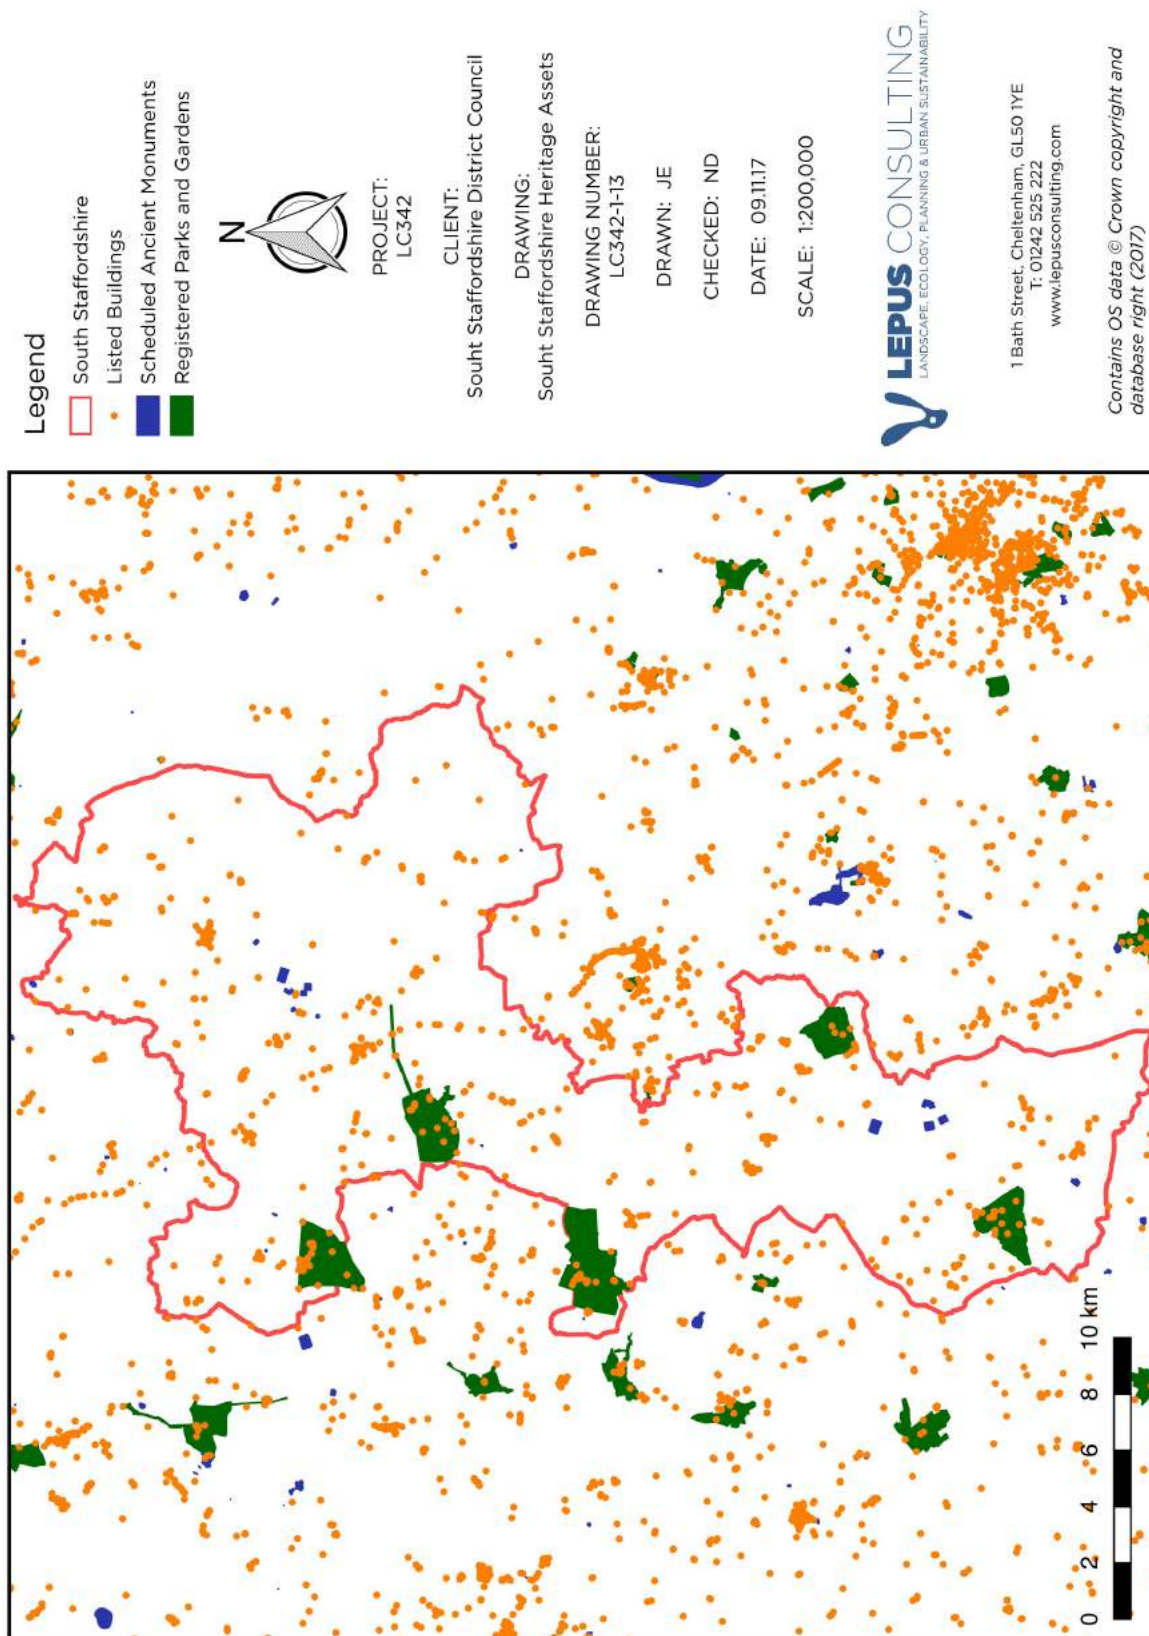 Legend
South Staffordshire
Listed Buildings
Scheduled Ancient Monuments
Registered Parks and Gardens
N
PROJECT:
LC342
CLIENT:
Souht Staffordshire District Council
DRAWING:
Souht Staffordshire Heritage Assets
DRAWING NUMBER:
LC342-1-13
DRAWN: JE
CHECKED: ND
DATE: 09.11.17
SCALE: 1:200,000
LEPUS CONSULTING
LANDSCAPE, ECOLOGY, PLANNING & URBAN SUSTAINABILITY
1 Bath Street, Cheltenham, GL50 1YE
T: 01242 525 222
www.lepusconsulting.com
Contains OS data © Crown copyright and
database right (2017)
0 2 4 6 8 10 km